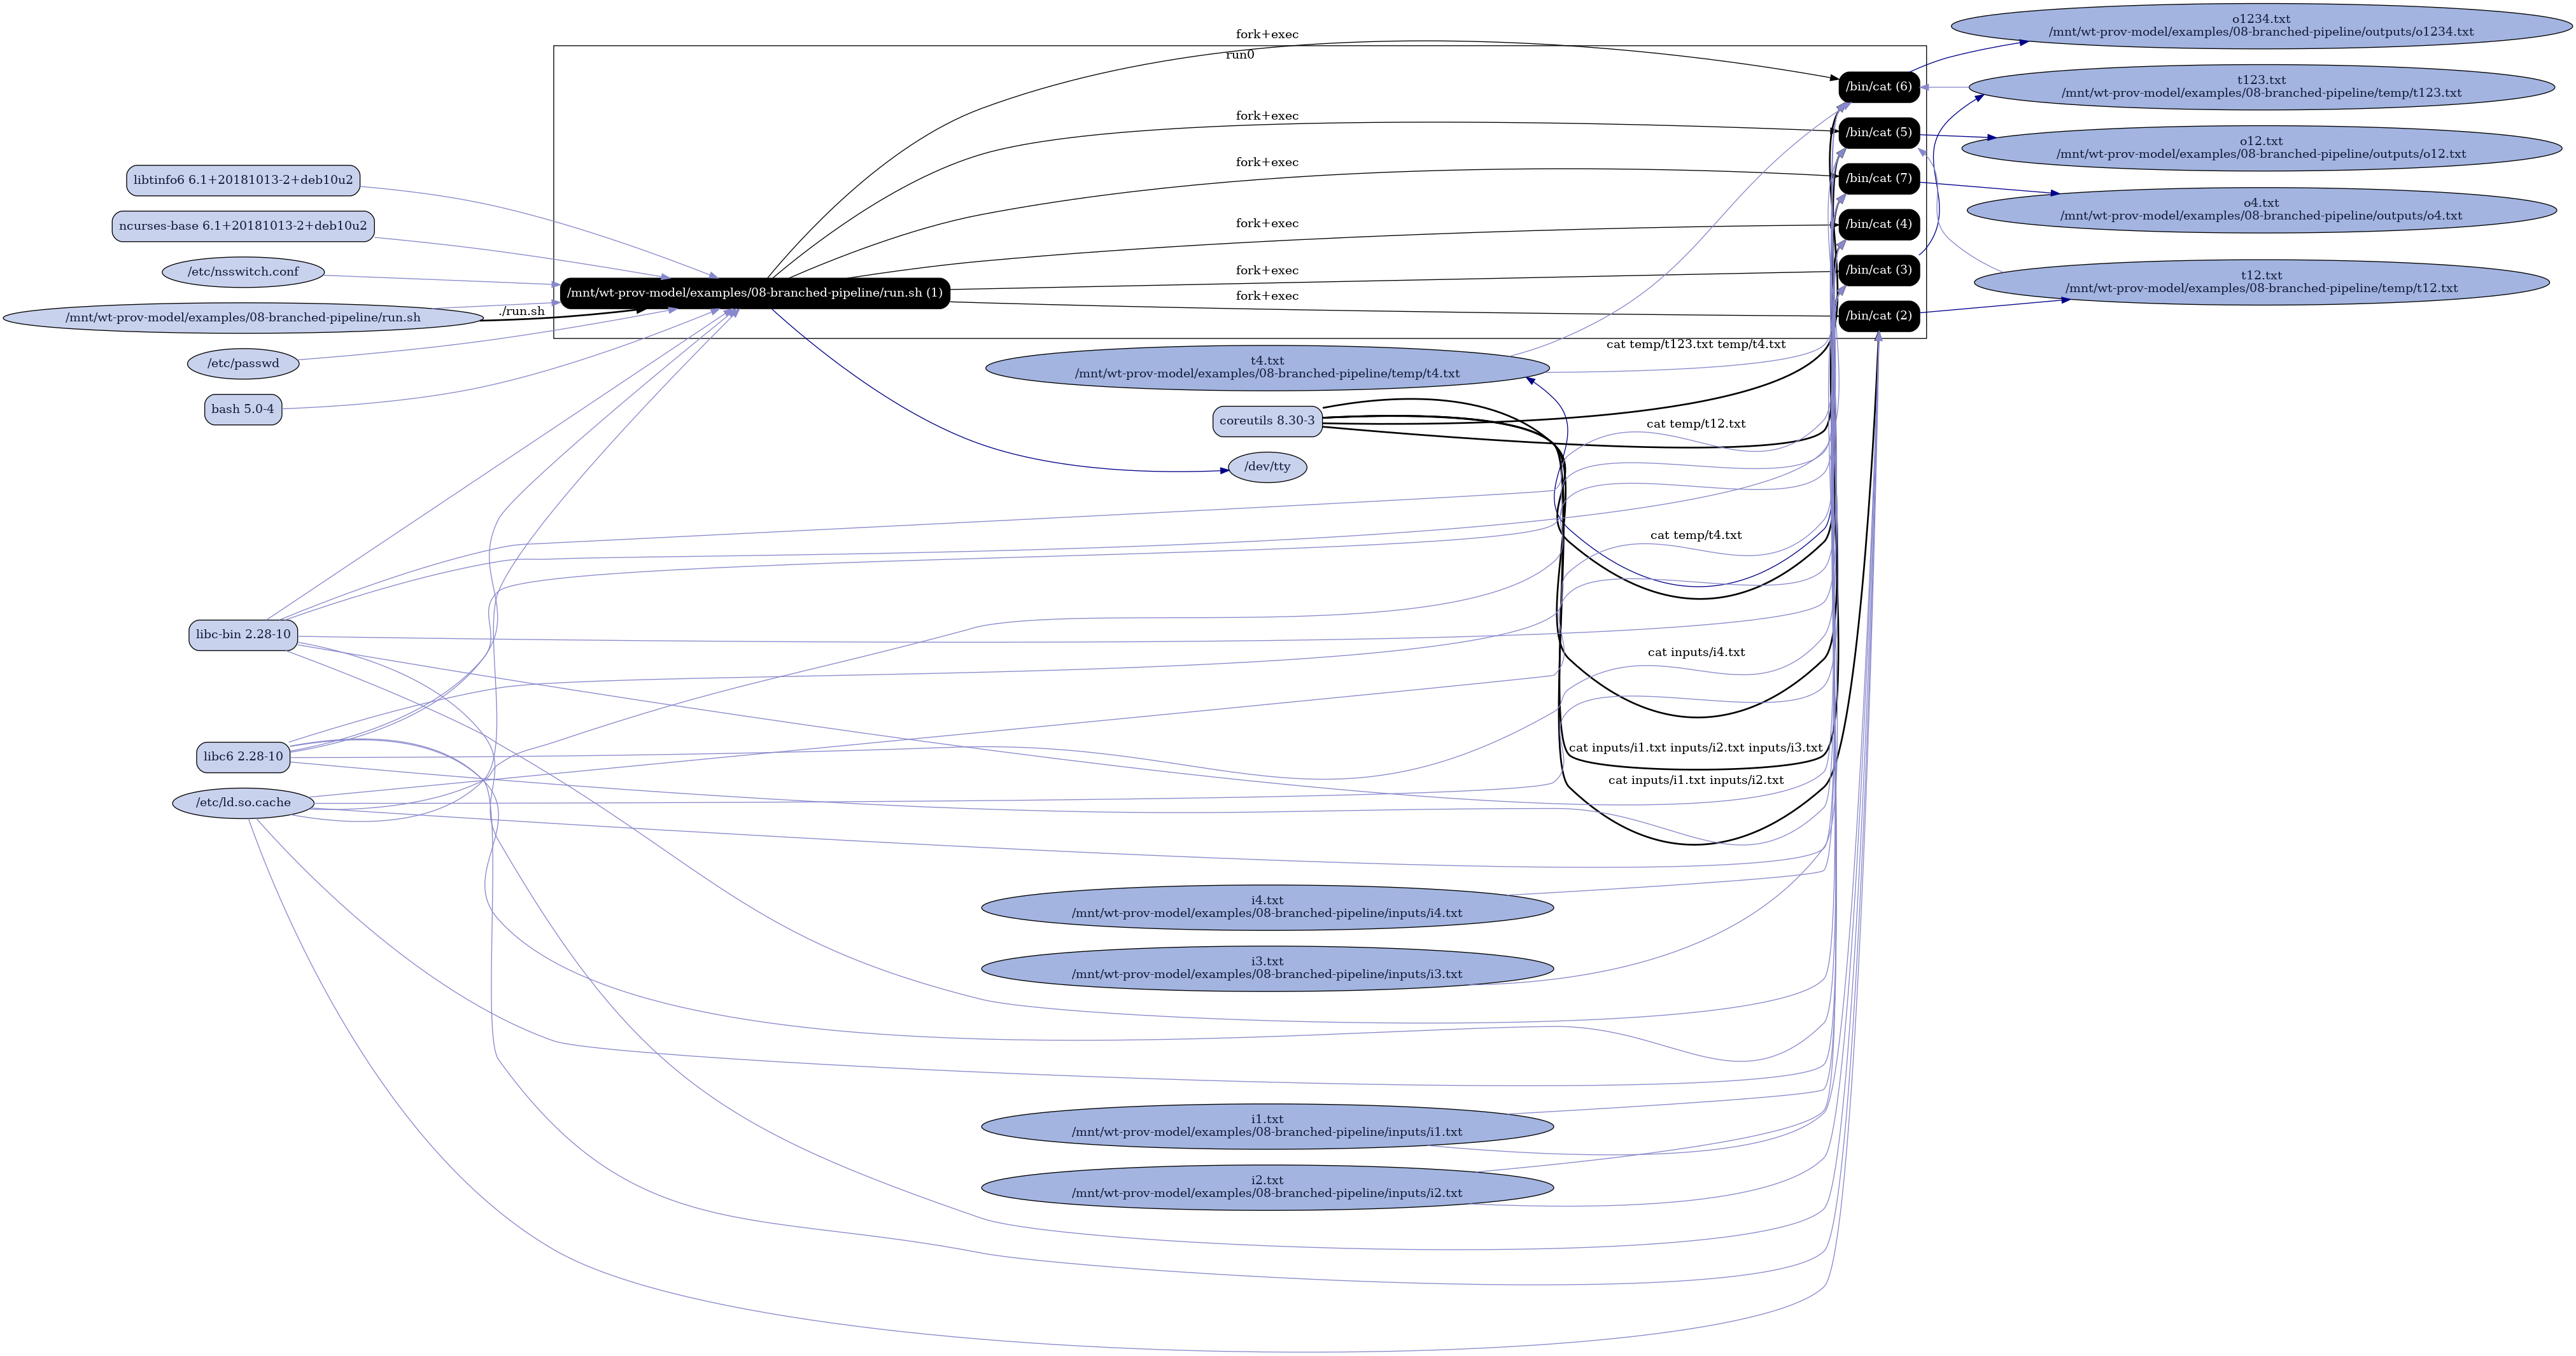 o1234.txt
/mnt/wt-prov-model/examples/08-branched-pipeline/outputs/o1234.txt
fork+exec
run0
/bin/cat (6)
t123.txt
/mnt/wt-prov-model/examples/08-branched-pipeline/temp/t123.txt
fork+exec
/bin/cat (5)
o12.txt
/mnt/wt-prov-model/examples/08-branched-pipeline/outputs/o12.txt
fork+exec
libtinfo6 6.1+20181013-2+deb10u2
/bin/cat (7)
o4.txt
/mnt/wt-prov-model/examples/08-branched-pipeline/outputs/o4.txt
ncurses-base 6.1+20181013-2+deb10u2
fork+exec
/bin/cat (4)
/etc/nsswitch.conf
fork+exec
/bin/cat (3)
t12.txt
/mnt/wt-prov-model/examples/08-branched-pipeline/temp/t12.txt
/mnt/wt-prov-model/examples/08-branched-pipeline/run.sh (1)
fork+exec
./run.sh
/mnt/wt-prov-model/examples/08-branched-pipeline/run.sh
/bin/cat (2)
cat temp/t123.txt temp/t4.txt
/etc/passwd
t4.txt
/mnt/wt-prov-model/examples/08-branched-pipeline/temp/t4.txt
bash 5.0-4
coreutils 8.30-3
cat temp/t12.txt
/dev/tty
cat temp/t4.txt
libc-bin 2.28-10
cat inputs/i4.txt
libc6 2.28-10
cat inputs/i1.txt inputs/i2.txt inputs/i3.txt
cat inputs/i1.txt inputs/i2.txt
/etc/ld.so.cache
i4.txt
/mnt/wt-prov-model/examples/08-branched-pipeline/inputs/i4.txt
i3.txt
/mnt/wt-prov-model/examples/08-branched-pipeline/inputs/i3.txt
i1.txt
/mnt/wt-prov-model/examples/08-branched-pipeline/inputs/i1.txt
i2.txt
/mnt/wt-prov-model/examples/08-branched-pipeline/inputs/i2.txt